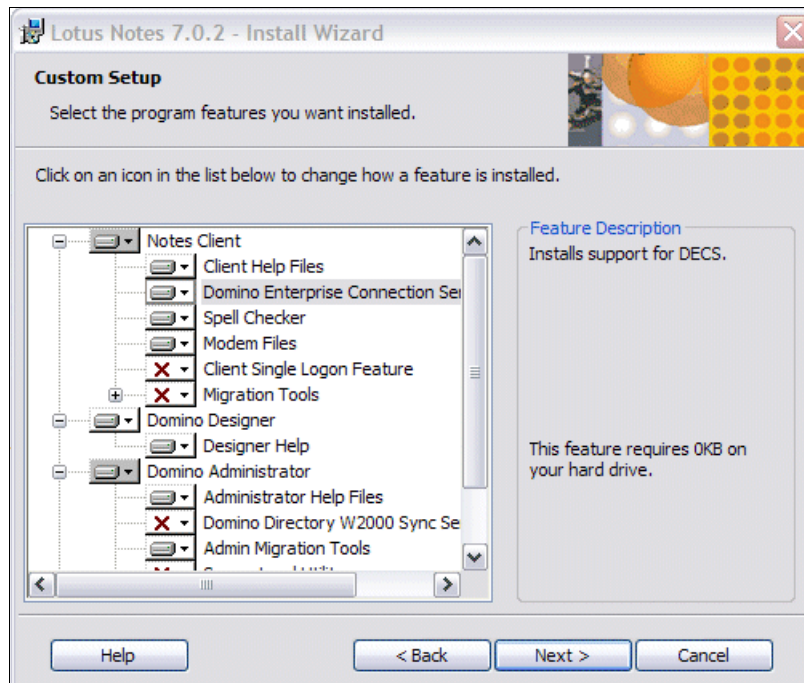 Lotus Notes 7.0.2 - Install Wizard
Custom Setup
Select the program features you want installed.
Click on an icon in the list below to change how a feature is installed.
Notes Client
Client Help Files
Domino Enterprise Connection Ser
Spell Checker
Modem Files
Client Single Logon Feature
Migration Tools
Domino Designer
Designer Help
Domino Administrator
Administrator Help Files
Domino Directory W2000 Sync Se
Admin Migration Tools
Feature Description
Installs support for DECS.
This feature requires 0KB on
your hard drive.
Help
< Back
Next >
Cancel